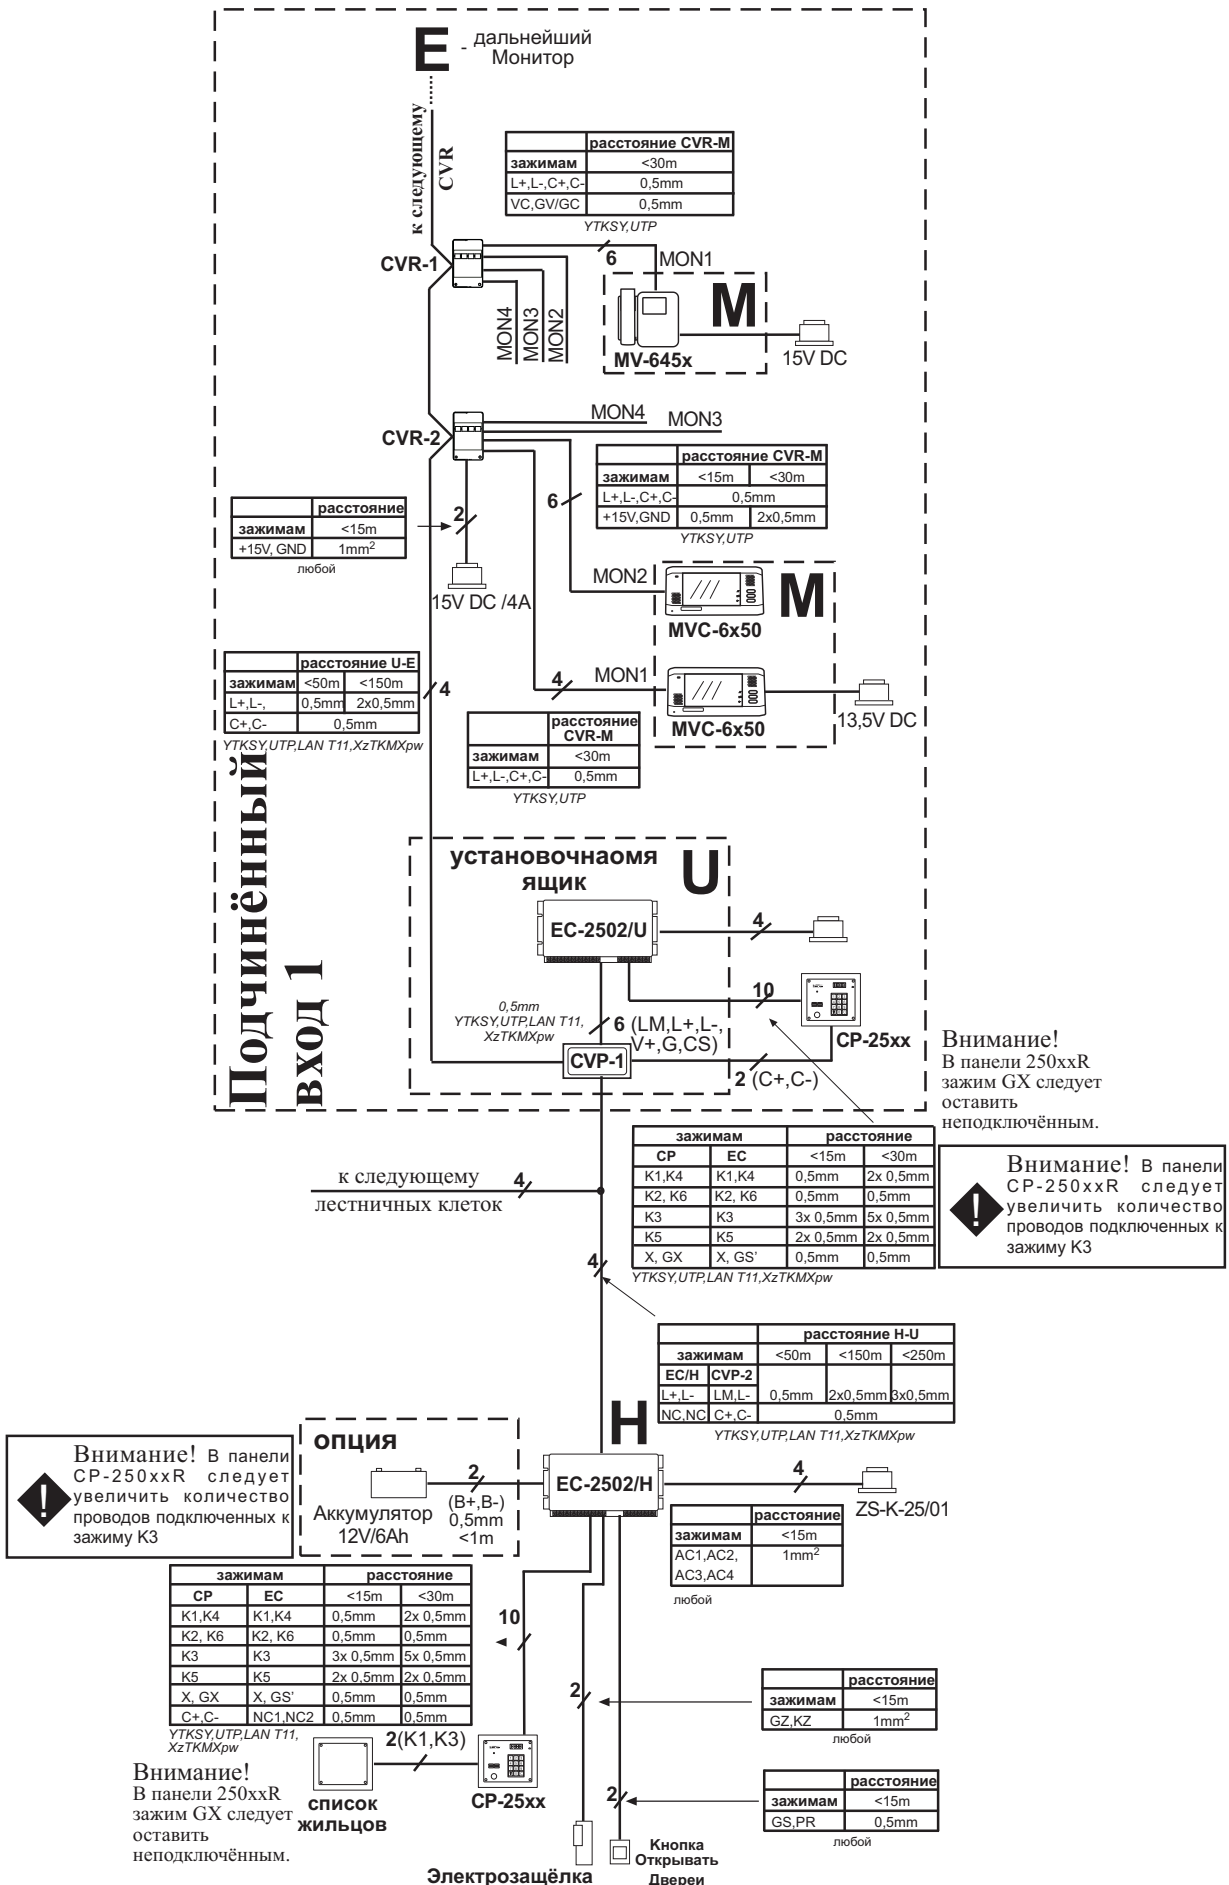 E - дальнейший
Монитор
к следующему
CVR
расстояние CVR-M
зажимам <30m
L+,L-,C+,C- 0,5mm
VC,GV/GC 0,5mm
YTKSY,UTP
CVR-1
6
MON1
MON4
MON3
MON2
M
MV-645x
15V DC
MON4
MON3
CVR-2
расстояние CVR-M
зажимам <15m <30m
L+,L-,C+,C- 0,5mm
+15V,GND 0,5mm 2x0,5mm
YTKSY,UTP
6
расстояние
зажимам <15m
+15V, GND 1mm²
любой
2
15V DC /4A
MON2
M
MVC-6x50
расстояние U-E
зажимам <50m <150m
L+,L-, 0,5mm 2x0,5mm
C+,C- 0,5mm
YTKSY,UTP,LAN T11,XzTKMXpw
4
4
MON1
MVC-6x50
13,5V DC
расстояние
CVR-M
зажимам <30m
L+,L-,C+,C- 0,5mm
YTKSY,UTP
Подчинённый
вход 1
установочнаомя
ящик
U
EC-2502/U
4
10
0,5mm
YTKSY,UTP,LAN T11,
XzTKMXpw
6 (LM,L+,L-,
V+,G,CS)
CVP-1
CP-25xx
2 (C+,C-)
Внимание!
В панели 250xxR
зажим GX следует
оставить
неподключённым.
зажимам расстояние
CP EC <15m <30m
K1,K4 K1,K4 0,5mm 2x 0,5mm
K2, K6 K2, K6 0,5mm 0,5mm
K3 K3 3x 0,5mm 5x 0,5mm
K5 K5 2x 0,5mm 2x 0,5mm
X, GX X, GS' 0,5mm 0,5mm
YTKSY,UTP,LAN T11,XzTKMXpw
!
Внимание! В панели
CP-250xxR следует
увеличить количество
проводов подключенных к
зажиму K3
к следующему
лестничных клеток
4
4
расстояние H-U
зажимам <50m <150m <250m
EC/H CVP-2
L+,L- LM,L- 0,5mm 2x0,5mm 3x0,5mm
NC,NC C+,C- 0,5mm
YTKSY,UTP,LAN T11,XzTKMXpw
H
!
Внимание! В панели
CP-250xxR следует
увеличить количество
проводов подключенных к
зажиму K3
опция
Аккумулятор
12V/6Ah
2
(B+,B-)
0,5mm
<1m
EC-2502/H
4
ZS-K-25/01
расстояние
зажимам <15m
AC1,AC2, 1mm²
AC3,AC4
любой
зажимам расстояние
CP EC <15m <30m
K1,K4 K1,K4 0,5mm 2x 0,5mm
K2, K6 K2, K6 0,5mm 0,5mm
K3 K3 3x 0,5mm 5x 0,5mm
K5 K5 2x 0,5mm 2x 0,5mm
X, GX X, GS' 0,5mm 0,5mm
C+,C- NC1,NC2 0,5mm 0,5mm
YTKSY,UTP,LAN T11,
XzTKMXpw
10
2
расстояние
зажимам <15m
GZ,KZ 1mm²
любой
Внимание!
В панели 250xxR
зажим GX следует
оставить
неподключённым.
2(K1,K3)
список
жильцов
CP-25xx
2
расстояние
зажимам <15m
GS,PR 0,5mm
любой
Электрозащёлка
Кнопка
Открывать
Двереи